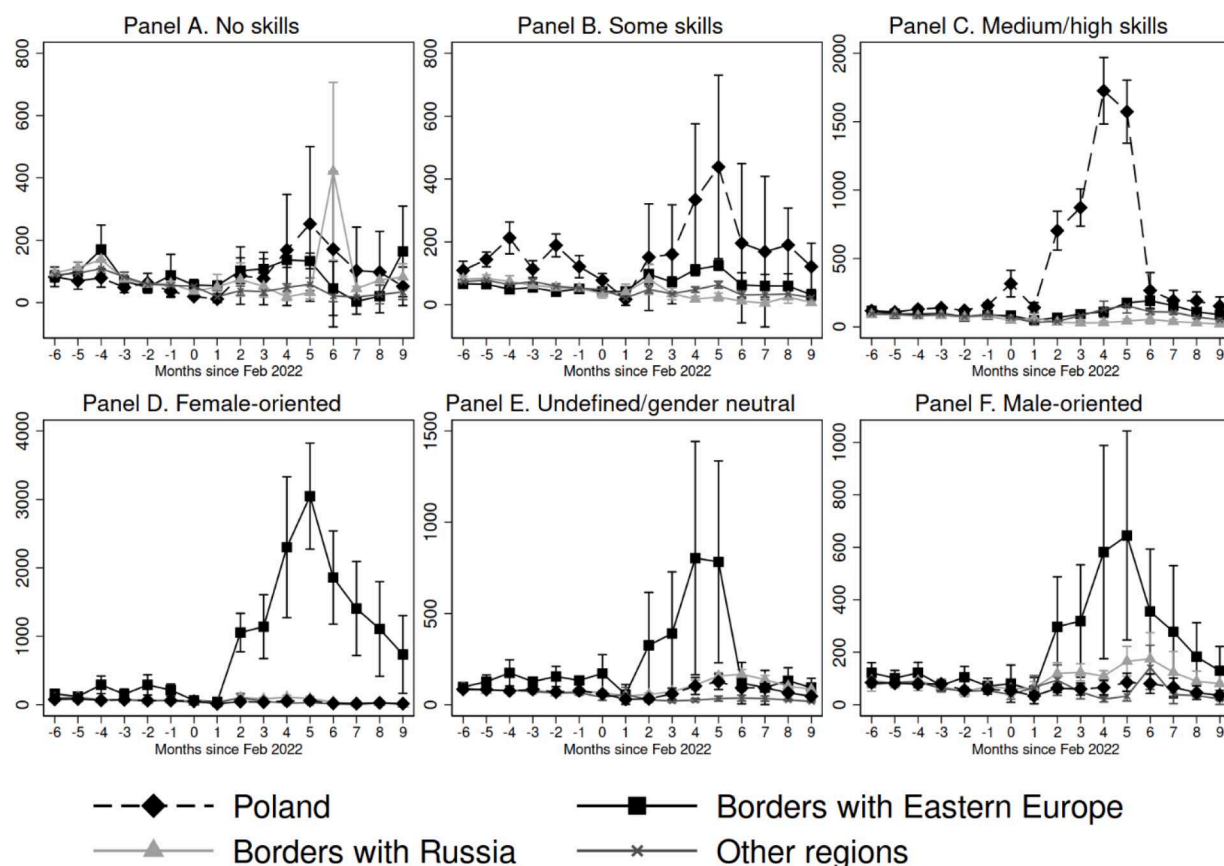 Panel A. No skills
Panel B. Some skills
Panel C. Medium/high skills
800
600
400
200
0
-6 -5 -4 -3 -2 -1 0 1 2 3 4 5 6 7 8 9
Months since Feb 2022
800
600
400
200
0
-6 -5 -4 -3 -2 -1 0 1 2 3 4 5 6 7 8 9
Months since Feb 2022
2000
1500
1000
500
0
-6 -5 -4 -3 -2 -1 0 1 2 3 4 5 6 7 8 9
Months since Feb 2022
Panel D. Female-oriented
Panel E. Undefined/gender neutral
Panel F. Male-oriented
4000
3000
2000
1000
0
-6 -5 -4 -3 -2 -1 0 1 2 3 4 5 6 7 8 9
Months since Feb 2022
1500
1000
500
0
-6 -5 -4 -3 -2 -1 0 1 2 3 4 5 6 7 8 9
Months since Feb 2022
1000
800
600
400
200
0
-6 -5 -4 -3 -2 -1 0 1 2 3 4 5 6 7 8 9
Months since Feb 2022
Poland
Borders with Eastern Europe
Borders with Russia
Other regions